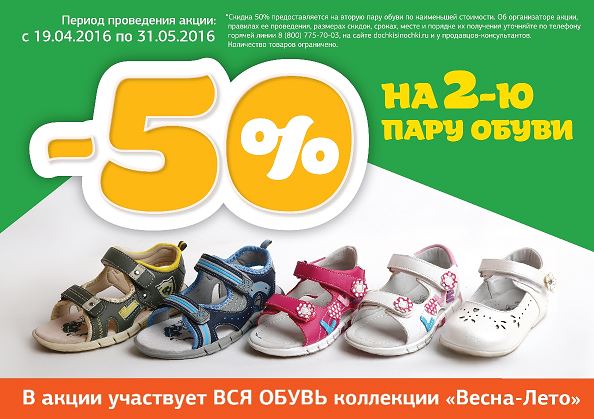 Период проведения акции:
с 19.04.2016 по 31.05.2016
*Скидка 50% предоставляется на вторую пару обуви по наименьшей стоимости. Об организаторе акции,
правилах ее проведения, размерах скидок, сроках, месте и порядке их получения уточняйте по телефону
горячей линии 8 (800) 775-70-03, на сайте dochkisinochki.ru и у продавцов-консультантов.
Количество товаров ограничено.
-50%
НА 2-Ю
ПАРУ ОБУВИ
В акции участвует ВСЯ ОБУВЬ коллекции «Весна-Лето»